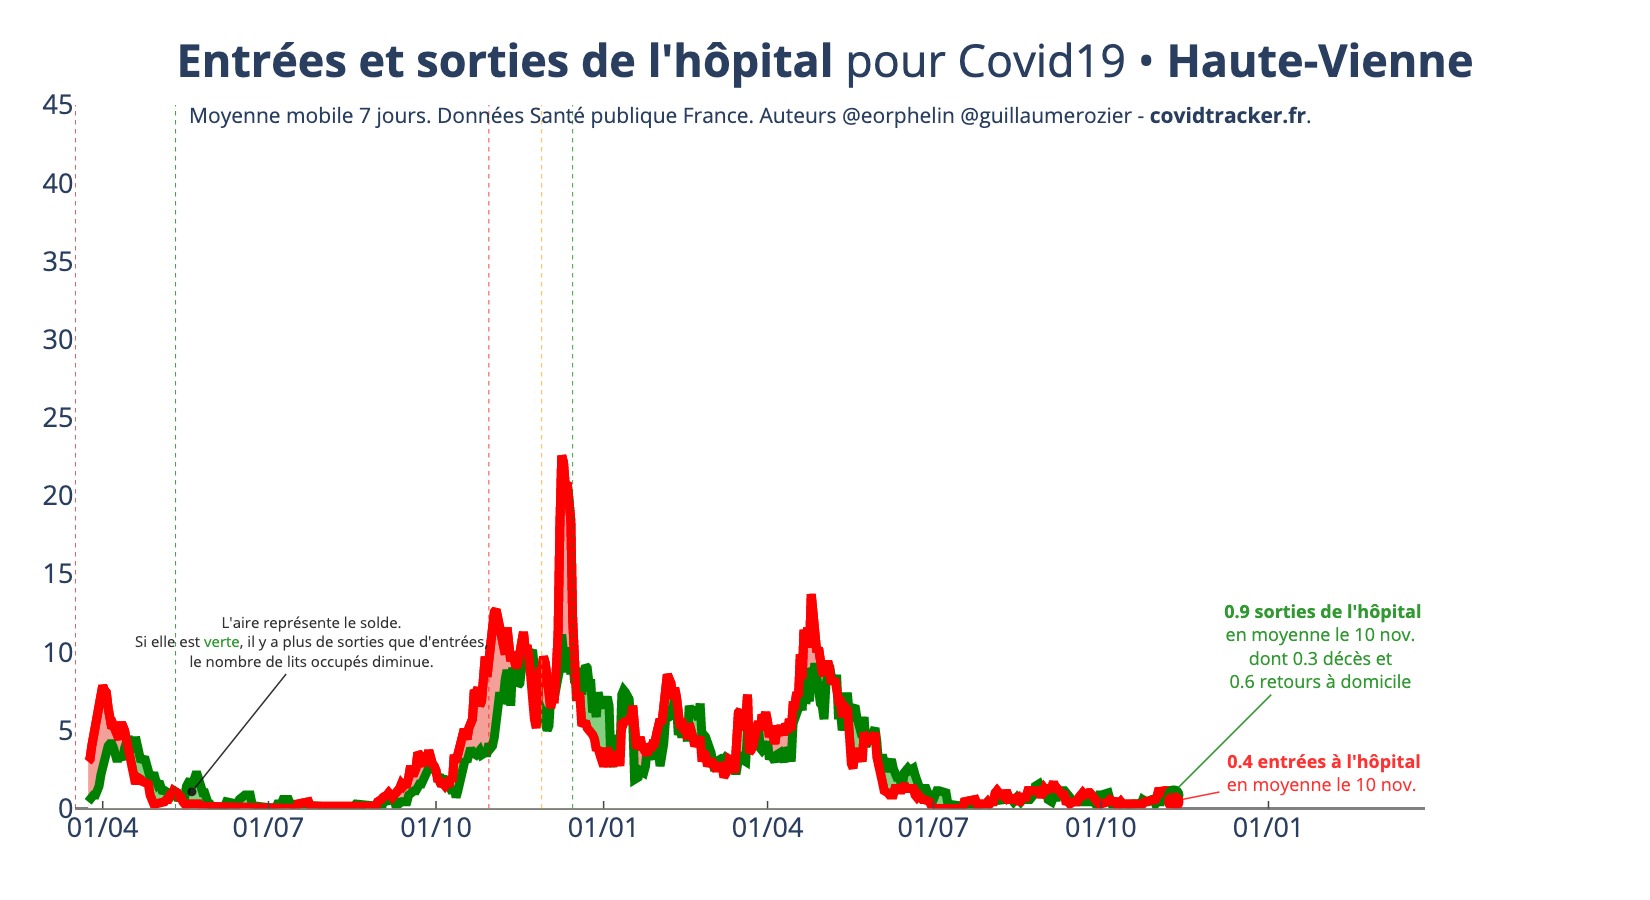 Entrées et sorties de l'hôpital pour Covid19 • Haute-Vienne
Moyenne mobile 7 jours. Données Santé publique France. Auteurs @eorphelin @guillaumerozier - covidtracker.fr.
45
40
35
30
25
20
15
10
5
0
L'aire représente le solde.
Si elle est verte, il y a plus de sorties que d'entrées,
le nombre de lits occupés diminue.
0.9 sorties de l'hôpital
en moyenne le 10 nov.
dont 0.3 décès et
0.6 retours à domicile
0.4 entrées à l'hôpital
en moyenne le 10 nov.
01/04 01/07 01/10 01/01 01/04 01/07 01/10 01/01